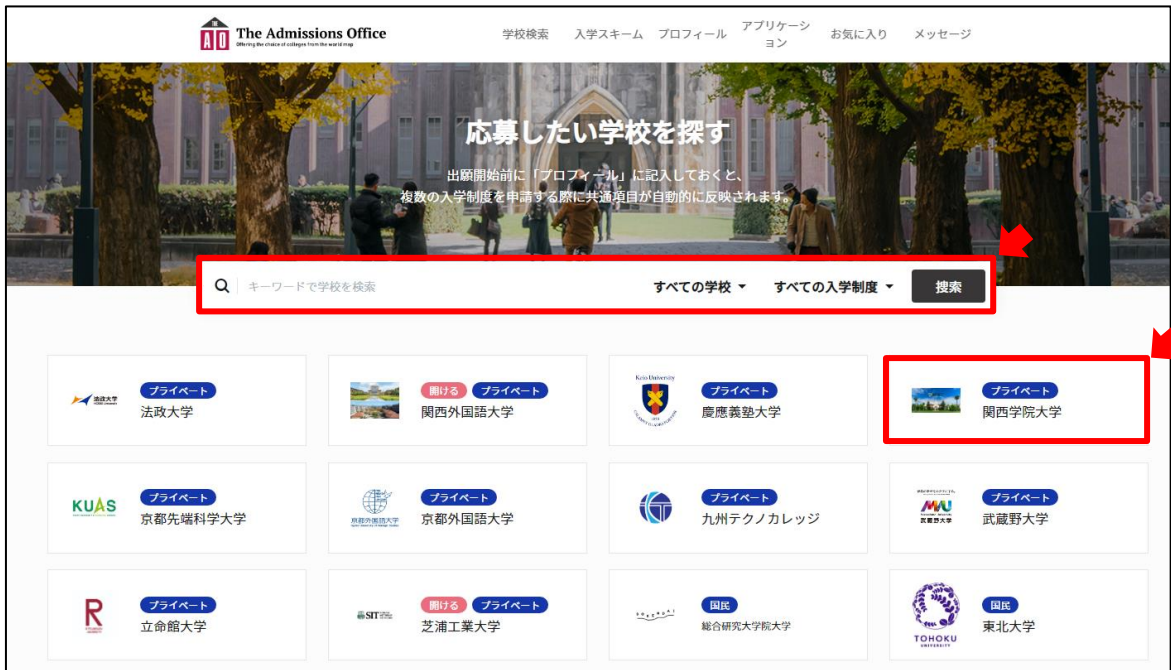 THE
AO
The Admissions Office
Offering the choice of colleges from the world map
学校検索
入学スキーム
プロフィール
アプリケーシ
ョン
お気に入り
メッセージ
応募したい学校を探す
出願開始前に「プロフィール」に記入しておくと、
複数の入学制度を申請する際に共通項目が自動的に反映されます。
キーワードで学校を検索
すべての学校
すべての入学制度
搜索
法政大学
プライベート
法政大学
開ける プライベート
関西外国語大学
Keio University
プライベート
慶應義塾大学
プライベート
関西学院大学
KUAS
プライベート
京都先端科学大学
京都外国語大学
プライベート
京都外国語大学
プライベート
九州テクノカレッジ
MU
武蔵野大学
プライベート
武蔵野大学
R
プライベート
立命館大学
SIT
開ける プライベート
芝浦工業大学
国民
総合研究大学院大学
TOHOKU
UNIVERSITY
国民
東北大学